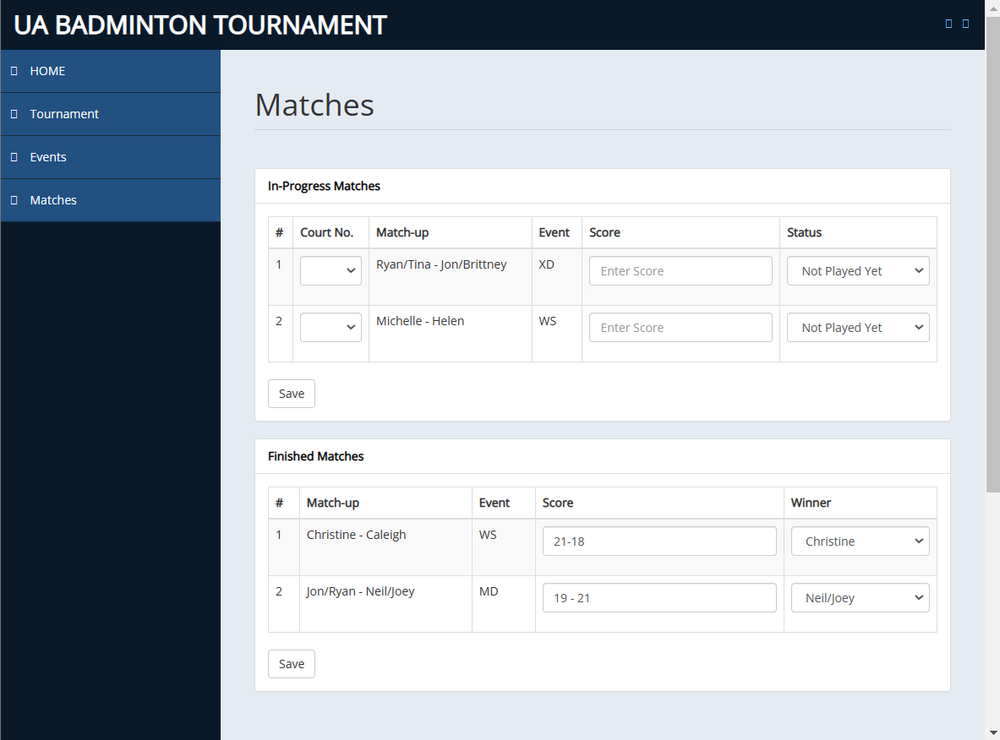 UA BADMINTON TOURNAMENT
HOME
Tournament
Events
Matches
Matches
In-Progress Matches
# Court No. Match-up Event Score Status
1 Ryan/Tina - Jon/Brittney XD Enter Score Not Played Yet
2 Michelle - Helen WS Enter Score Not Played Yet
Save
Finished Matches
# Match-up Event Score Winner
1 Christine - Caleigh WS 21-18 Christine
2 Jon/Ryan - Neil/Joey MD 19 - 21 Neil/Joey
Save